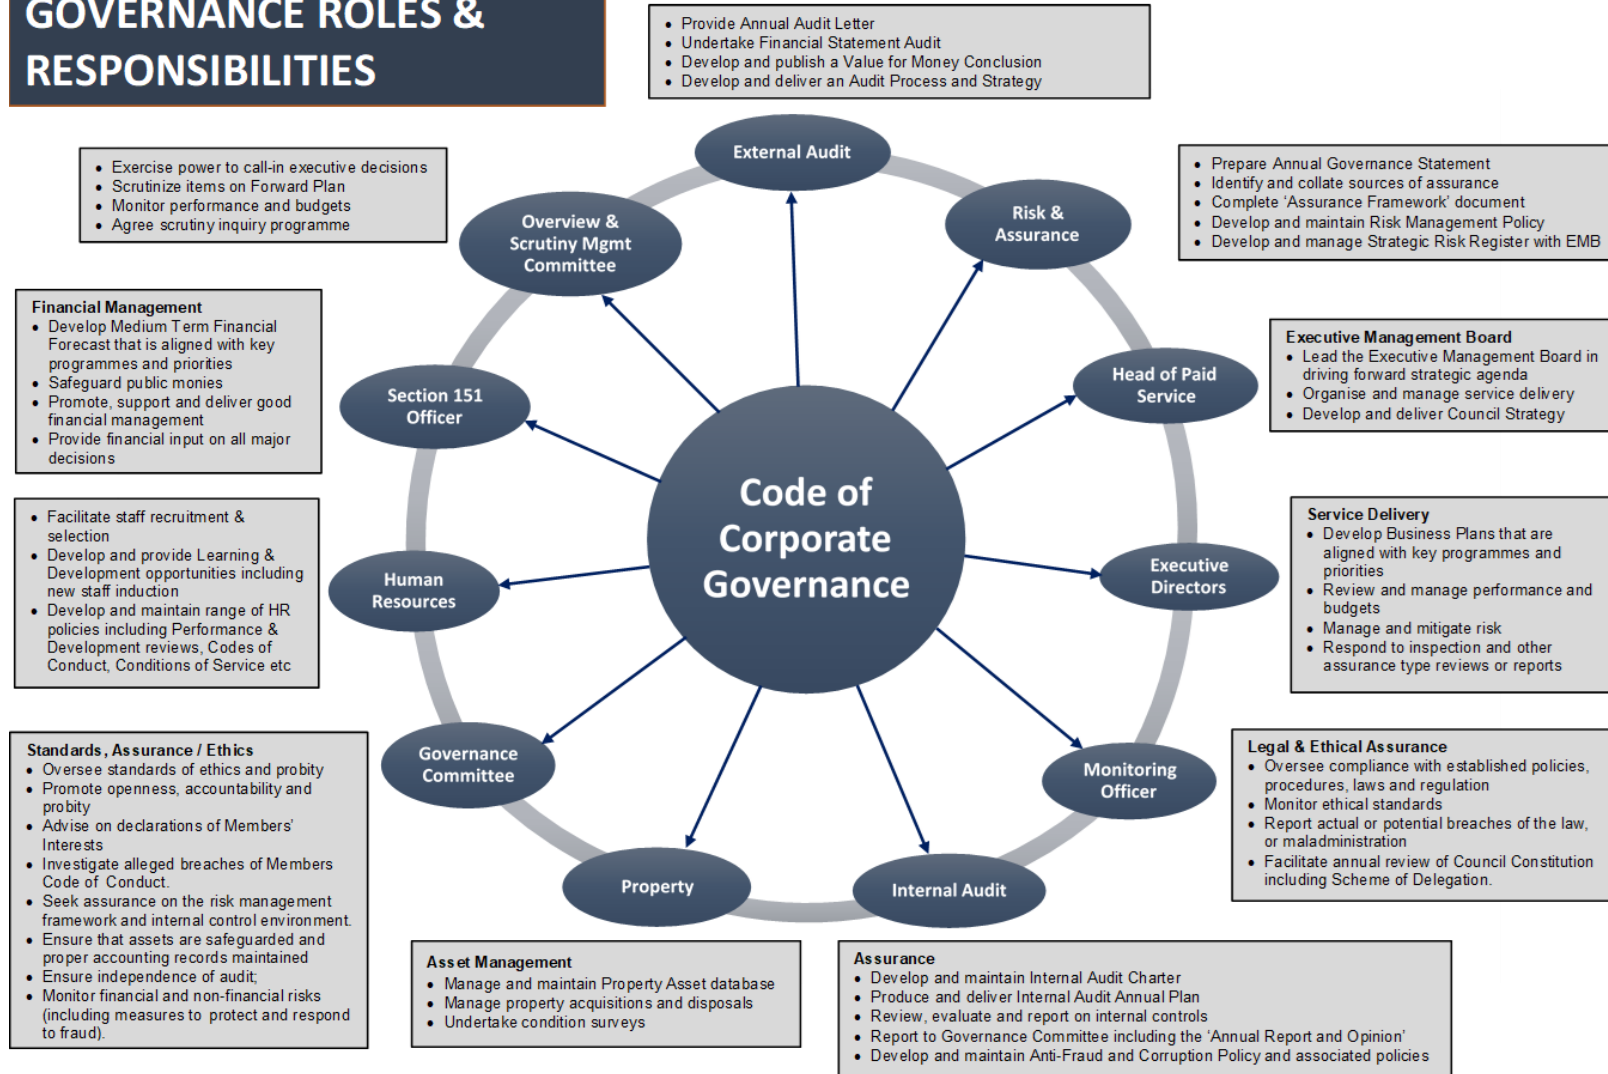 GOVERNANCE ROLES &
RESPONSIBILITIES
• Provide Annual Audit Letter
• Undertake Financial Statement Audit
• Develop and publish a Value for Money Conclusion
• Develop and deliver an Audit Process and Strategy
External Audit
• Exercise power to call-in executive decisions
• Scrutinize items on Forward Plan
• Monitor performance and budgets
• Agree scrutiny inquiry programme
Overview &
Scrutiny Mgmt
Committee
Risk &
Assurance
• Prepare Annual Governance Statement
• Identify and collate sources of assurance
• Complete ‘Assurance Framework’ document
• Develop and maintain Risk Management Policy
• Develop and manage Strategic Risk Register with EMB
Financial Management
• Develop Medium Term Financial
Forecast that is aligned with key
programmes and priorities
• Safeguard public monies
• Promote, support and deliver good
financial management
• Provide financial input on all major
decisions
Section 151
Officer
Head of Paid
Service
Executive Management Board
• Lead the Executive Management Board in
driving forward strategic agenda
• Organise and manage service delivery
• Develop and deliver Council Strategy
Code of
Corporate
Governance
• Facilitate staff recruitment &
selection
• Develop and provide Learning &
Development opportunities including
new staff induction
• Develop and maintain range of HR
policies including Performance &
Development reviews, Codes of
Conduct, Conditions of Service etc
Human
Resources
Executive
Directors
Service Delivery
• Develop Business Plans that are
aligned with key programmes and
priorities
• Review and manage performance and
budgets
• Manage and mitigate risk
• Respond to inspection and other
assurance type reviews or reports
Standards, Assurance / Ethics
• Oversee standards of ethics and probity
• Promote openness, accountability and
probity
• Advise on declarations of Members’
Interests
• Investigate alleged breaches of Members
Code of Conduct.
• Seek assurance on the risk management
framework and internal control environment.
• Ensure that assets are safeguarded and
proper accounting records maintained
• Ensure independence of audit;
• Monitor financial and non-financial risks
(including measures to protect and respond
to fraud).
Governance
Committee
Monitoring
Officer
Legal & Ethical Assurance
• Oversee compliance with established policies,
procedures, laws and regulation
• Monitor ethical standards
• Report actual or potential breaches of the law,
or maladministration
• Facilitate annual review of Council Constitution
including Scheme of Delegation.
Property
Internal Audit
Asset Management
• Manage and maintain Property Asset database
• Manage property acquisitions and disposals
• Undertake condition surveys
Assurance
• Develop and maintain Internal Audit Charter
• Produce and deliver Internal Audit Annual Plan
• Review, evaluate and report on internal controls
• Report to Governance Committee including the ‘Annual Report and Opinion’
• Develop and maintain Anti-Fraud and Corruption Policy and associated policies